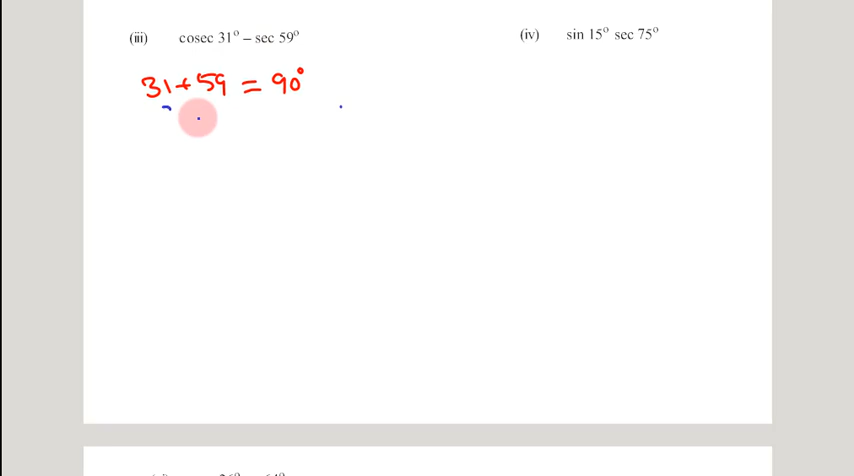 (iii) cosec 31° – sec 59°
(iv) sin 15° sec 75°
31 + 59 = 90°